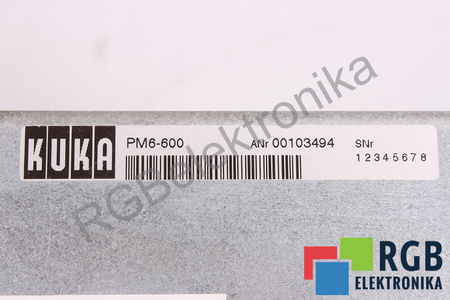 KUKA PM6-600 ANr 00103494 SNr
12345678
RGBelektronika
RGB
ELEKTRONIKA